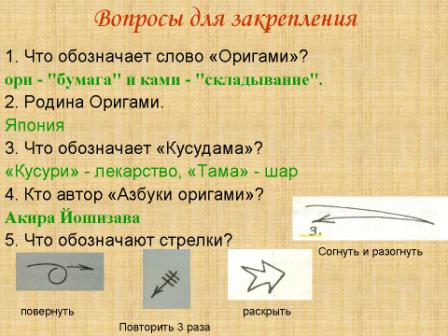 Вопросы для закрепления
1. Что обозначает слово «Оригами»?
ори - "бумага" и ками - "складывание".
2. Родина Оригами.
Япония
3. Что обозначает «Кусудама»?
«Кусури» - лекарство, «Тама» - шар
4. Кто автор «Азбуки оригами»?
Акира Йошизава
5. Что обозначают стрелки?
3.
Согнуть и разогнуть
повернуть
Повторить 3 раза
раскрыть